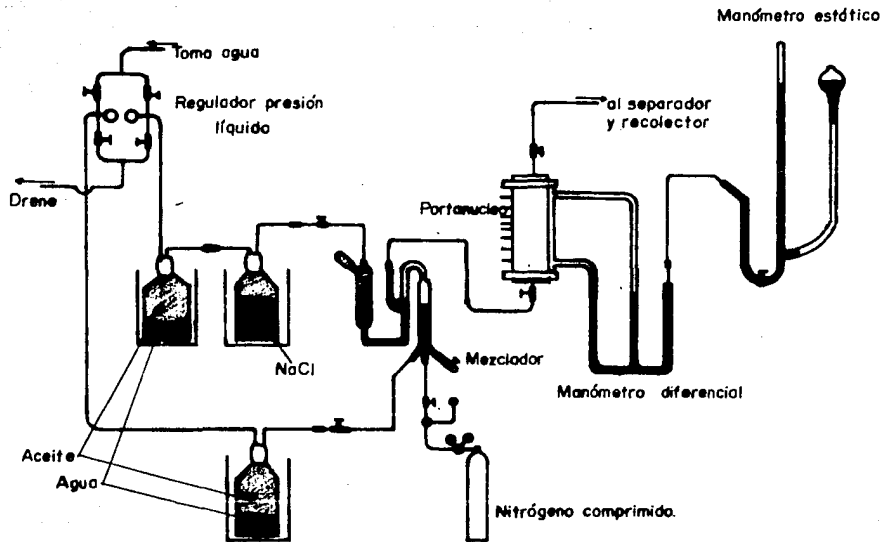 Manómetro estático
Toma agua
Regulador presión
líquida
al separador
y recolector
Drene
Portanucleo
NaCl
Mezclador
Manómetro diferencial
Aceite
Agua
Nitrógeno comprimido.